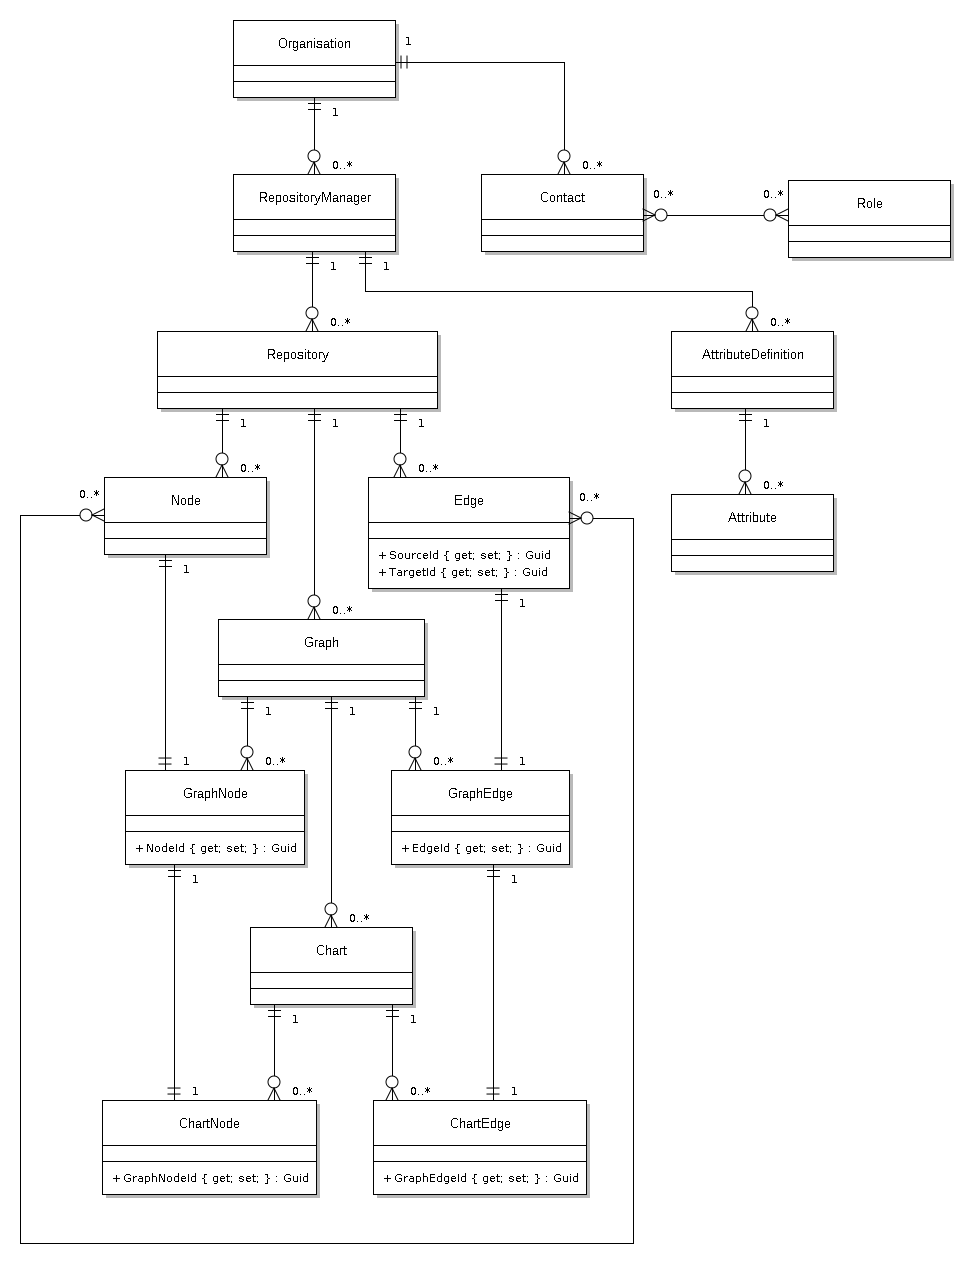 Organisation
1
1
0..*
0..*
RepositoryManager
Contact
0..*
0..*
Role
1
1
0..*
0..*
Repository
AttributeDefinition
1
1
1
1
0..*
0..*
0..*
Node
0..*
Edge
0..*
Attribute
+ SourceId { get; set; } : Guid
+ TargetId { get; set; } : Guid
1
1
0..*
Graph
1
1
1
1
0..*
0..*
1
GraphNode
GraphEdge
+ NodeId { get; set; } : Guid
+ EdgeId { get; set; } : Guid
1
1
0..*
Chart
1
1
1
0..*
0..*
1
ChartNode
ChartEdge
+ GraphNodeId { get; set; } : Guid
+ GraphEdgeId { get; set; } : Guid